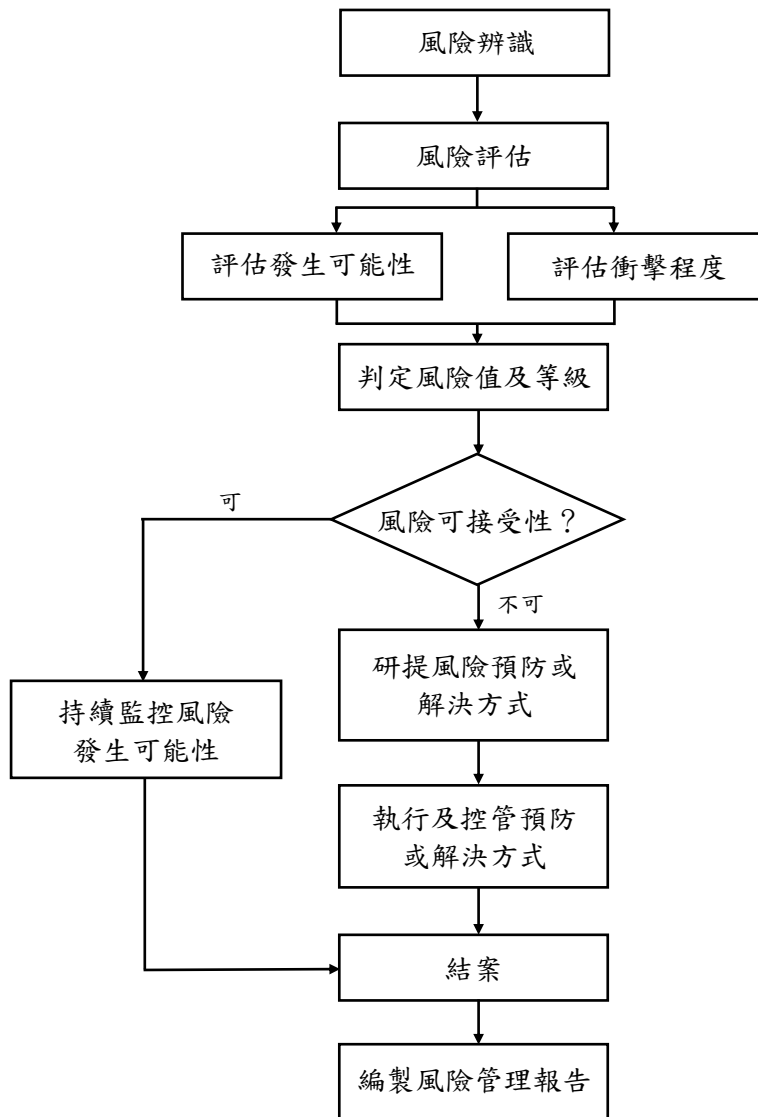 風險辨識
風險評估
評估發生可能性
評估衝擊程度
判定風險值及等級
風險可接受性？
可
不可
研提風險預防或
解決方式
持續監控風險
發生可能性
執行及控管預防
或解決方式
結案
編製風險管理報告